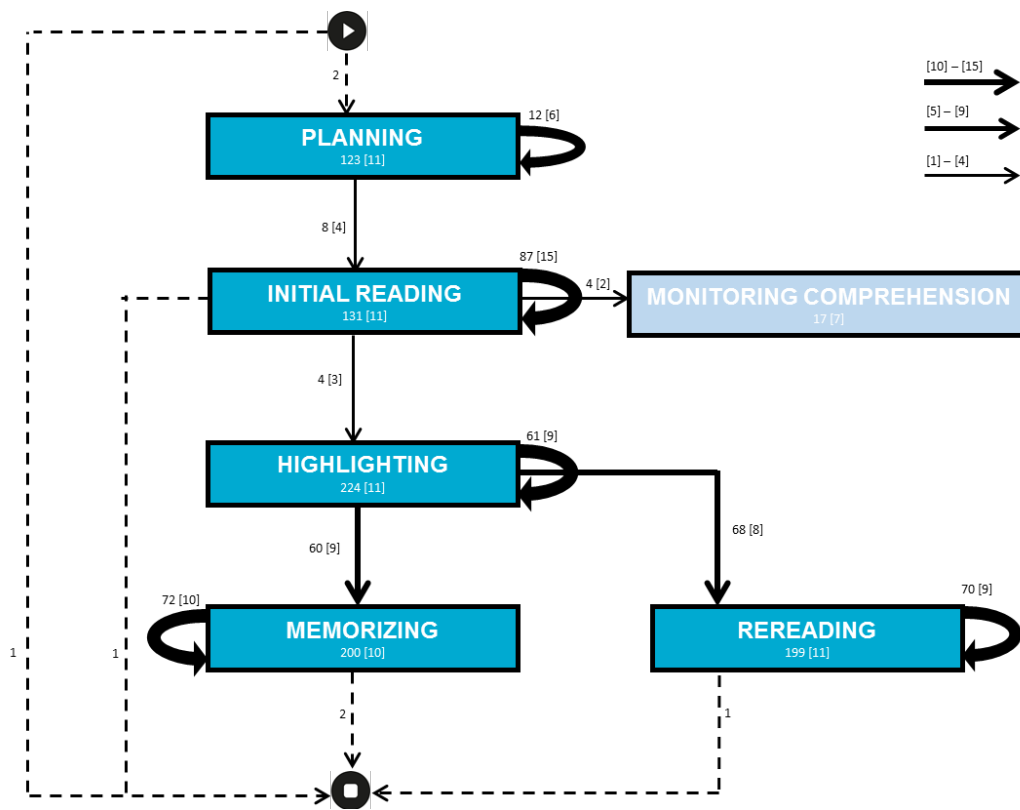 2
[10] – [15]
12 [6]
[5] – [9]
PLANNING
123 [11]
[1] – [4]
8 [4]
87 [15]
4 [2]
INITIAL READING
131 [11]
MONITORING COMPREHENSION
17 [7]
4 [3]
61 [9]
HIGHLIGHTING
224 [11]
68 [8]
60 [9]
72 [10]
70 [9]
MEMORIZING
200 [10]
REREADING
199 [11]
1
1
2
1